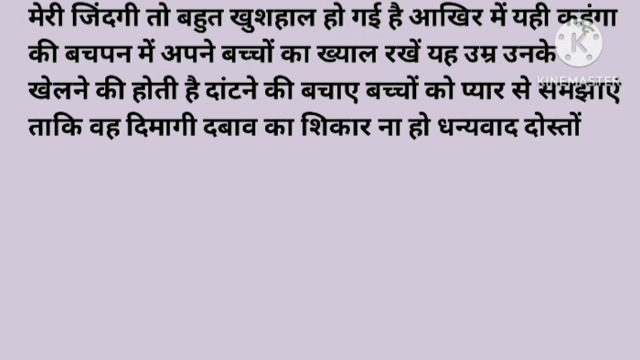 मेरी जिंदगी तो बहुत खुशहाल हो गई है आखिर में यही कहूंगा
की बचपन में अपने बच्चों का ख्याल रखें यह उम्र उनके
खेलने की होती है दांटने की बचाए बच्चों को प्यार से समझाएं
ताकि वह दिमागी दबाव का शिकार ना हो धन्यवाद दोस्तों
KINEMASTER